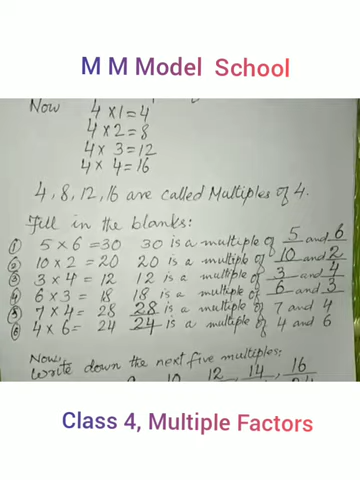 M M Model School
Now 4 × 1 = 4
4 × 2 = 8
4 × 3 = 12
4 × 4 = 16
4, 8, 12, 16 are called Multiples of 4.
Fill in the blanks:
① 5 × 6 = 30 30 is a multiple of 5 and 6
② 10 × 2 = 20 20 is a multiple of 10 and 2
③ 3 × 4 = 12 12 is a multiple of 3 and 4
④ 6 × 3 = 18 18 is a multiple of 6 and 3
⑤ 7 × 4 = 28 28 is a multiple of 7 and 4
⑥ 4 × 6 = 24 24 is a multiple of 4 and 6
Now,
Write down the next five multiples:
10, 12, 14, 16
Class 4, Multiple Factors